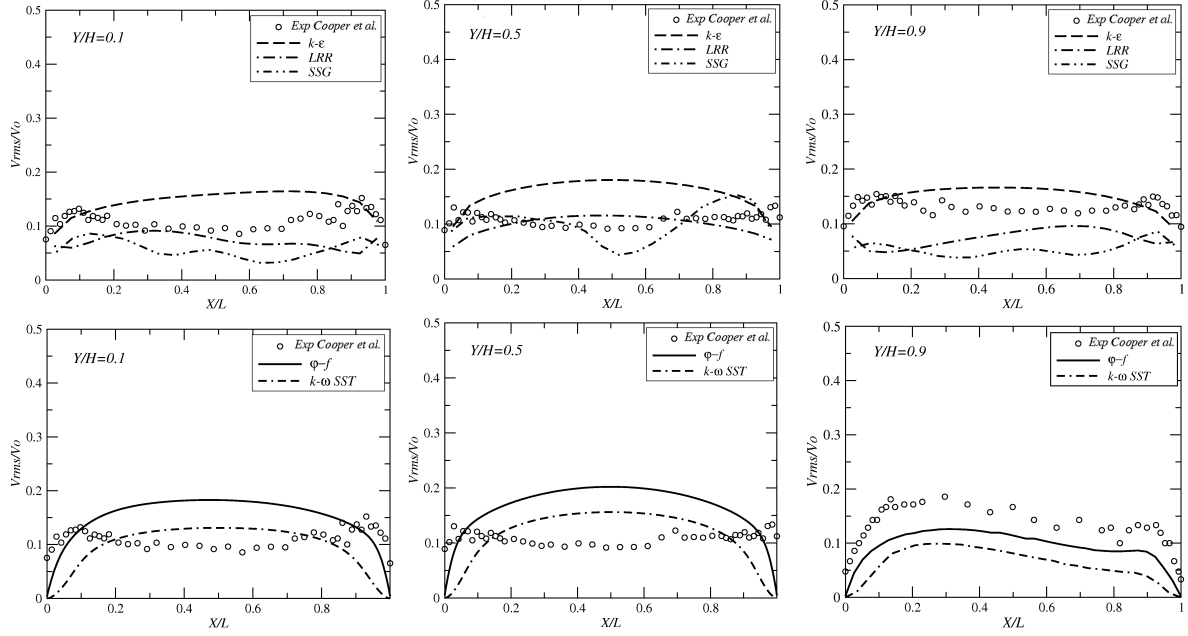 0.5
0.4
0.3
0.2
0.1
0
Vrms/Vo
Y/H=0.1
Exp Cooper et al.
k-ε
LRR
SSG
0 0.2 0.4 0.6 0.8 1
X/L
0.5
0.4
0.3
0.2
0.1
0
Vrms/Vo
Y/H=0.5
Exp Cooper et al.
k-ε
LRR
SSG
0 0.2 0.4 0.6 0.8 1
X/L
0.5
0.4
0.3
0.2
0.1
0
Vrms/Vo
Y/H=0.9
Exp Cooper et al.
k-ε
LRR
SSG
0 0.2 0.4 0.6 0.8 1
X/L
0.5
0.4
0.3
0.2
0.1
0
Vrms/Vo
Y/H=0.1
Exp Cooper et al.
φ−f
k-ω SST
0 0.2 0.4 0.6 0.8 1
X/L
0.5
0.4
0.3
0.2
0.1
0
Vrms/Vo
Y/H=0.5
Exp Cooper et al.
φ−f
k-ω SST
0 0.2 0.4 0.6 0.8 1
X/L
0.5
0.4
0.3
0.2
0.1
0
Vrms/Vo
Y/H=0.9
Exp Cooper et al.
φ−f
k-ω SST
0 0.2 0.4 0.6 0.8 1
X/L